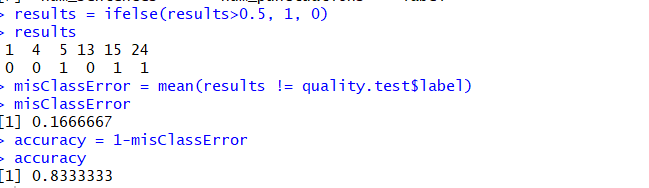 > results = ifelse(results>0.5, 1, 0)
> results
1 4 5 13 15 24
0 0 1 0 1 1
> misClassError = mean(results != quality.test$label)
> misClassError
[1] 0.1666667
> accuracy = 1-misClassError
> accuracy
[1] 0.8333333